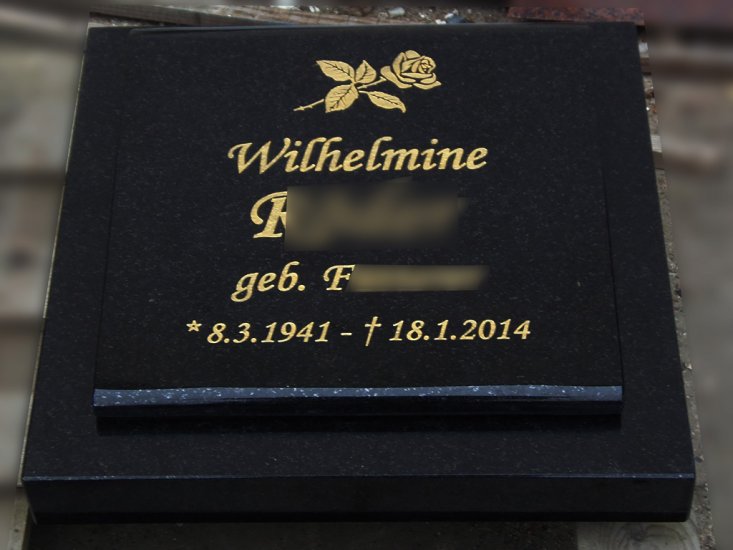 Wilhelmine
geb.
* 8.3.1941 - † 18.1.2014